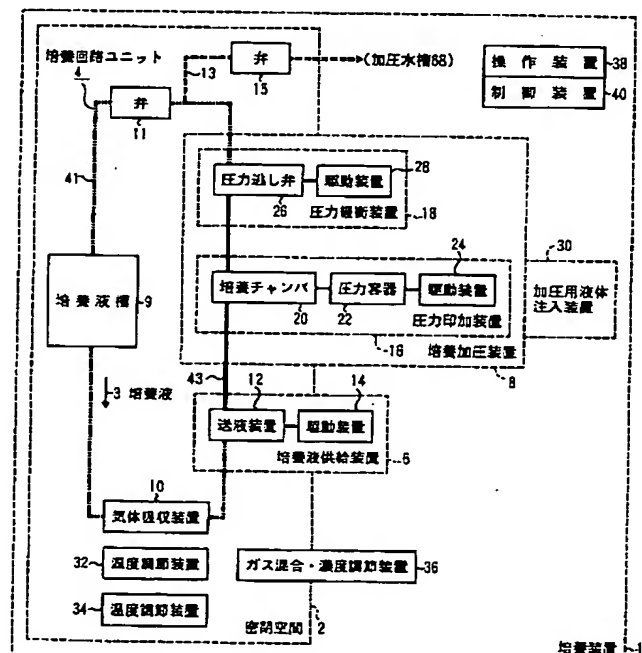 培養回路ユニット
4
13
弁
15
(加圧水槽68)
操作装置
38
制御装置
40
弁
11
41
圧力逃し弁
26
駆動装置
28
圧力緩衝装置
18
培養チャンバ
20
圧力容器
22
駆動装置
24
圧力印加装置
16
培養加圧装置
8
30
加圧用液体
注入装置
培養液槽
9
3 培養液
43
12
送液装置
14
駆動装置
培養液供給装置
6
10
気体吸収装置
32
温度調節装置
34
温度調節装置
ガス混合・濃度調節装置
36
密閉空間
2
培養装置